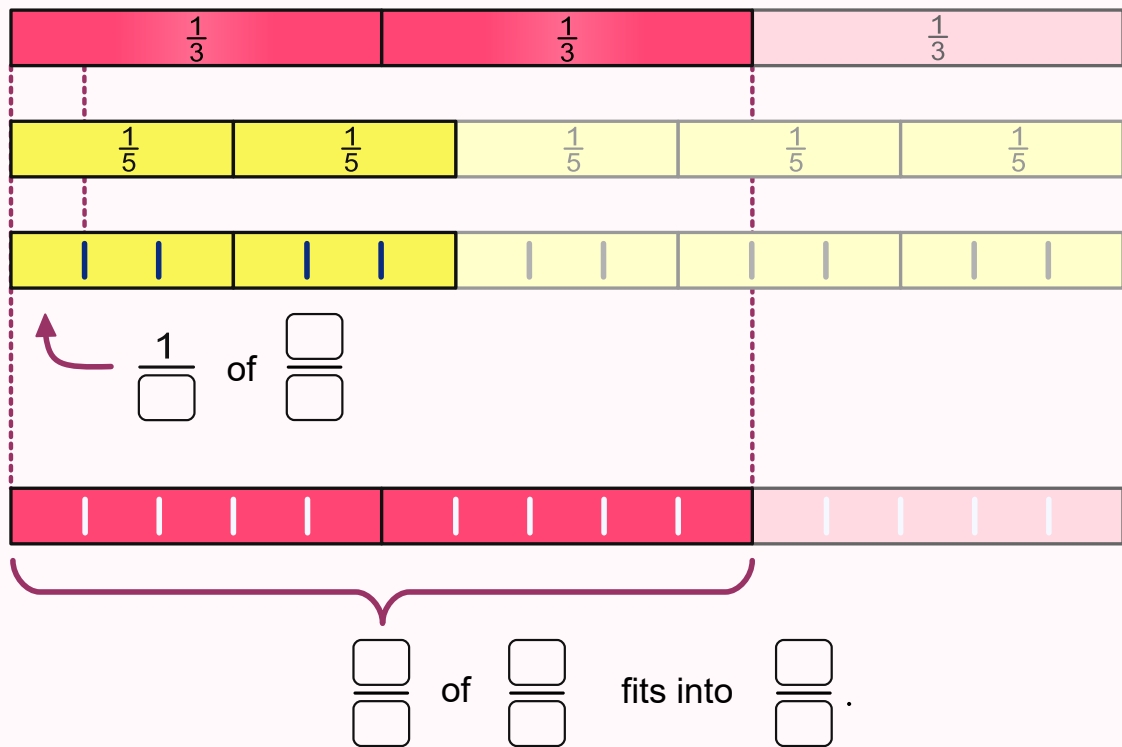 1/3 1/3 1/3
1/5 1/5 1/5 1/5 1/5
1/□ of □/□
□/□ of □/□ fits into □/□ .